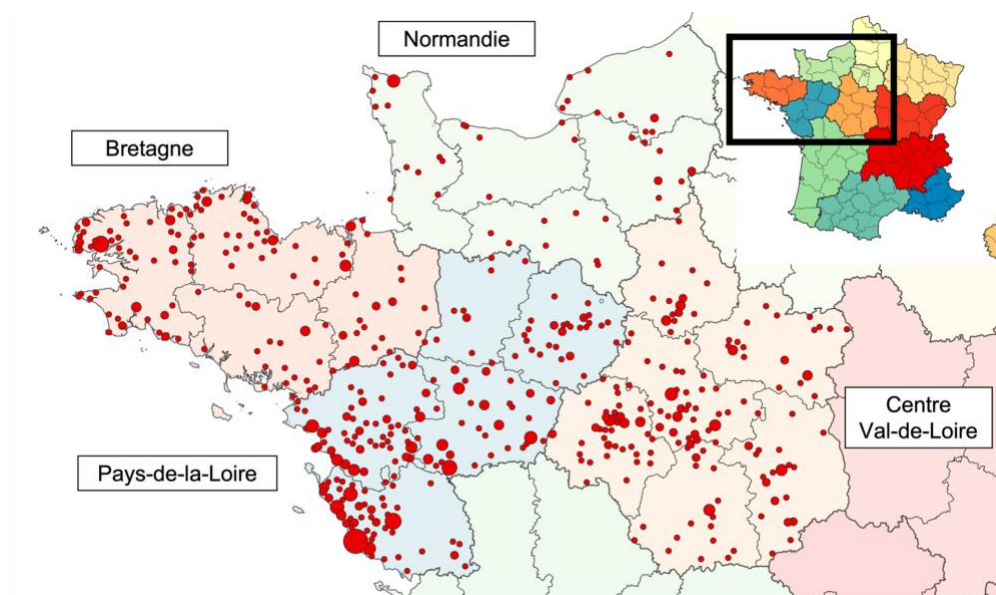 Normandie
Bretagne
Centre
Val-de-Loire
Pays-de-la-Loire